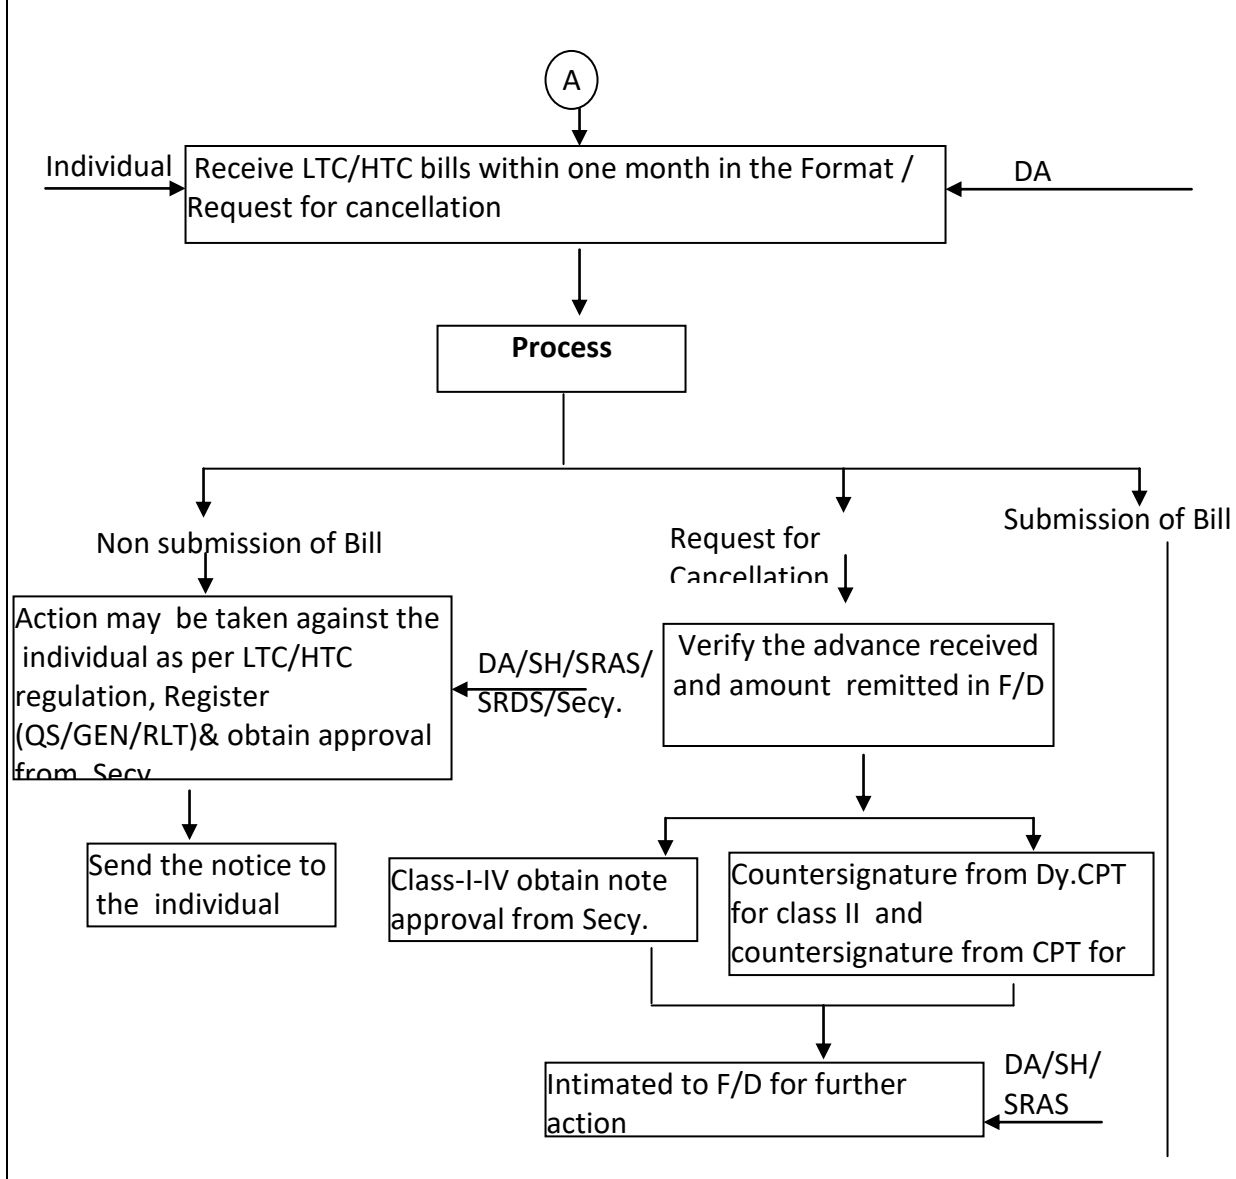 A
Individual
Receive LTC/HTC bills within one month in the Format /
Request for cancellation
DA
Process
Non submission of Bill
Request for
Cancellation
Submission of Bill
Action may be taken against the
individual as per LTC/HTC
regulation, Register
(QS/GEN/RLT)& obtain approval
from Secy
DA/SH/SRAS/
SRDS/Secy.
Verify the advance received
and amount remitted in F/D
Send the notice to
the individual
Class-I-IV obtain note
approval from Secy.
Countersignature from Dy.CPT
for class II and
countersignature from CPT for
Intimated to F/D for further
action
DA/SH/
SRAS